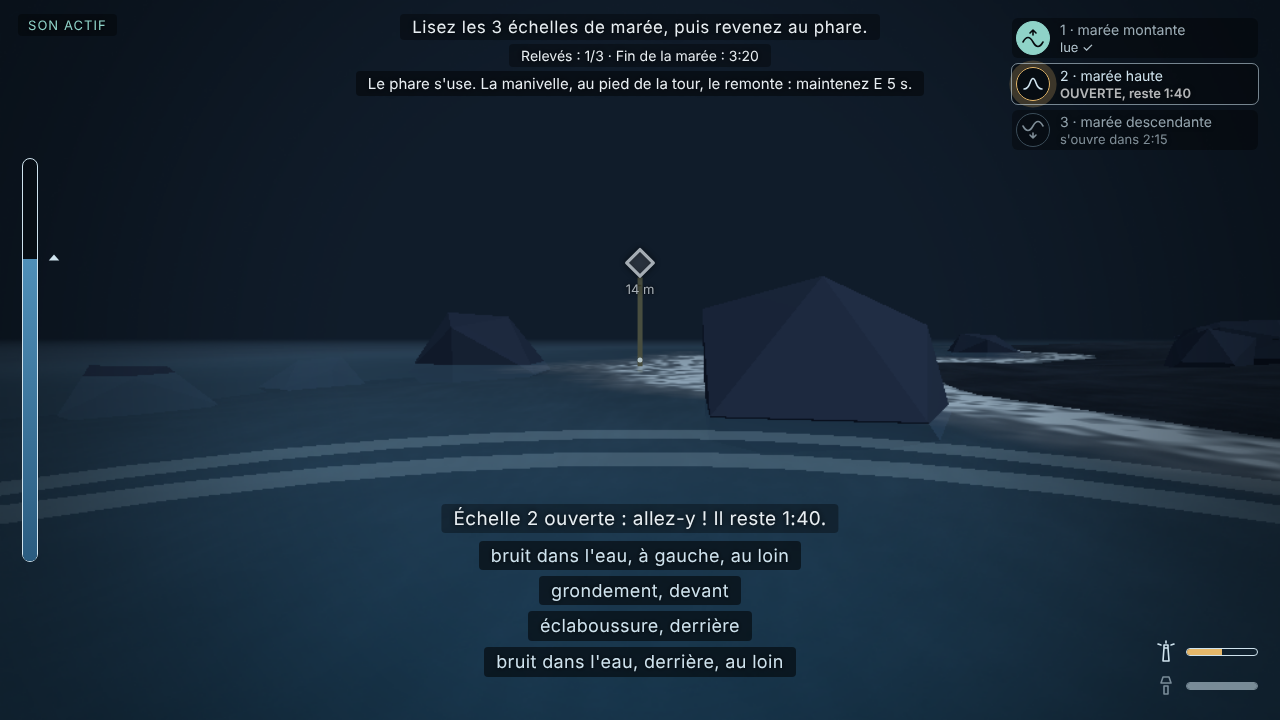 SON ACTIF
Lisez les 3 échelles de marée, puis revenez au phare.
Relevés : 1/3 · Fin de la marée : 3:20
Le phare s'use. La manivelle, au pied de la tour, le remonte : maintenez E 5 s.
1 · marée montante
lue ✓
2 · marée haute
OUVERTE, reste 1:40
3 · marée descendante
s'ouvre dans 2:15
14 m
Échelle 2 ouverte : allez-y ! Il reste 1:40.
bruit dans l'eau, à gauche, au loin
grondement, devant
éclaboussure, derrière
bruit dans l'eau, derrière, au loin